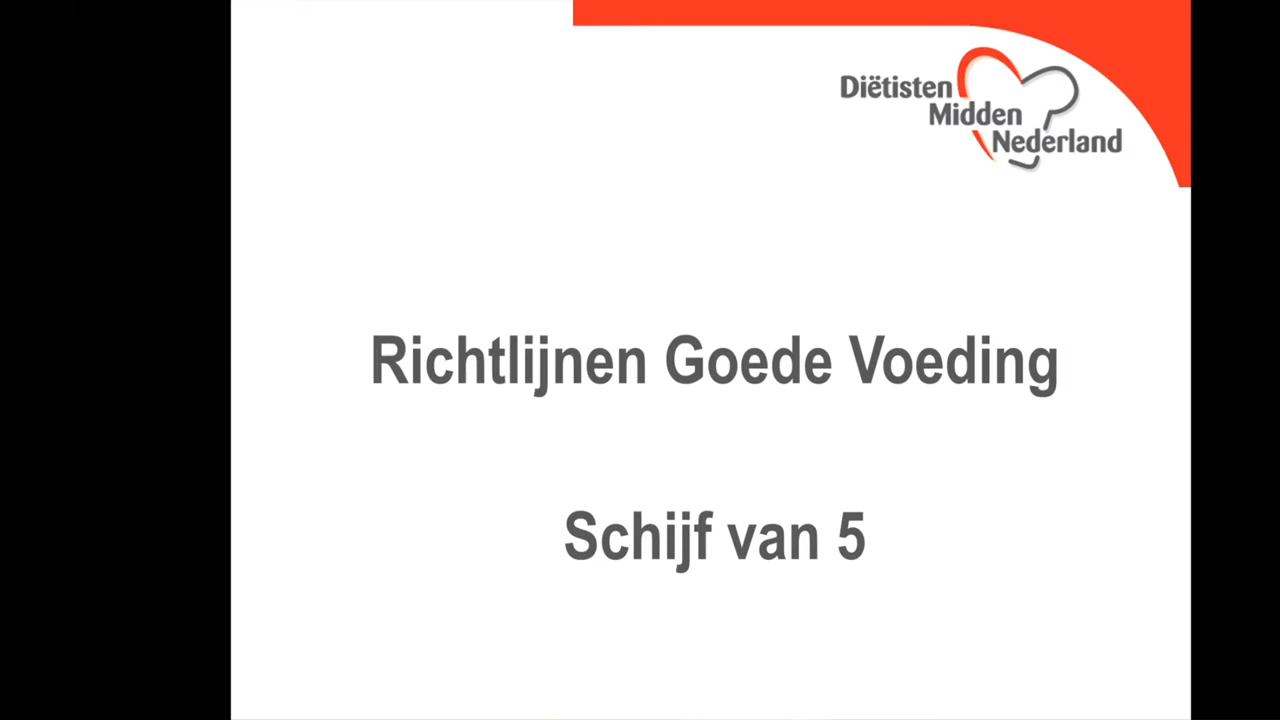 Diëtisten
Midden
Nederland
Richtlijnen Goede Voeding
Schijf van 5